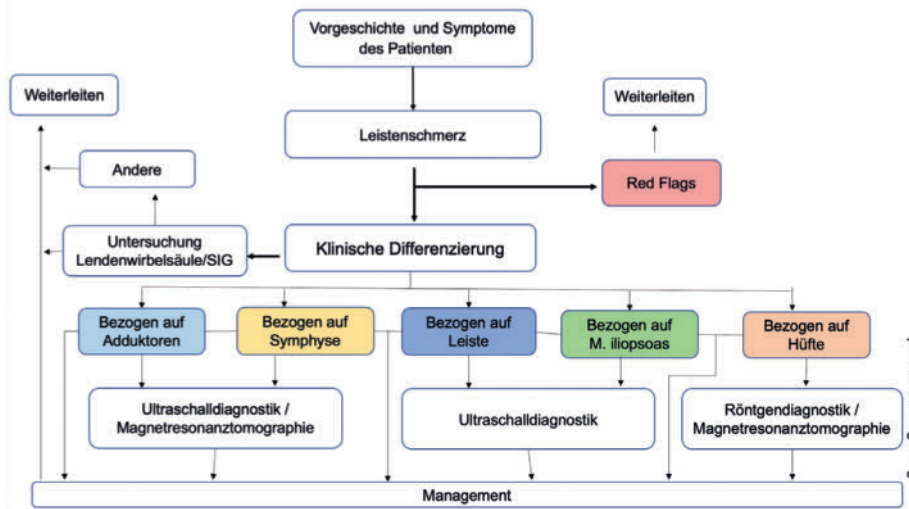 Vorgeschichte und Symptome
des Patienten
Weiterleiten
Weiterleiten
Leistenschmerz
Andere
Red Flags
Untersuchung
Lendenwirbelsäule/SIG
Klinische Differenzierung
Bezogen auf
Adduktoren
Bezogen auf
Symphyse
Bezogen auf
Leiste
Bezogen auf
M. iliopsoas
Bezogen auf
Hüfte
Ultraschalldiagnostik /
Magnetresonanztomographie
Ultraschalldiagnostik
Röntgendiagnostik /
Magnetresonanztomographie
Management